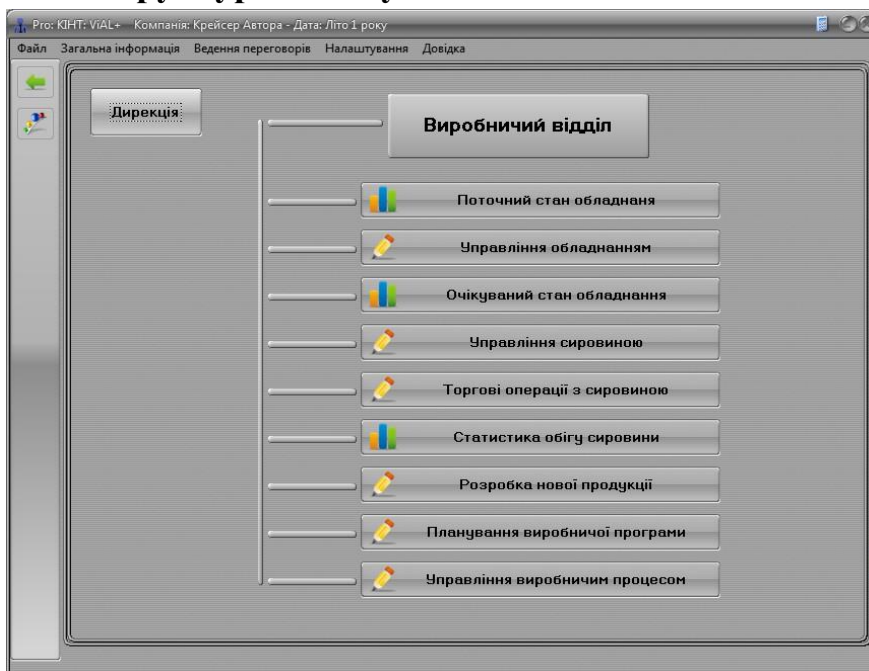 Pro: КІНТ: ViAL+ Компанія: Крейсер Автора - Дата: Літо 1 року
Файл Загальна інформація Ведення переговорів Налаштування Довідка
Дирекція
Виробничий відділ
Поточний стан обладнаня
Управління обладнанням
Очікуваний стан обладнання
Управління сировиною
Торгові операції з сировиною
Статистика обігу сировини
Розробка нової продукції
Планування виробничої програми
Управління виробничим процесом